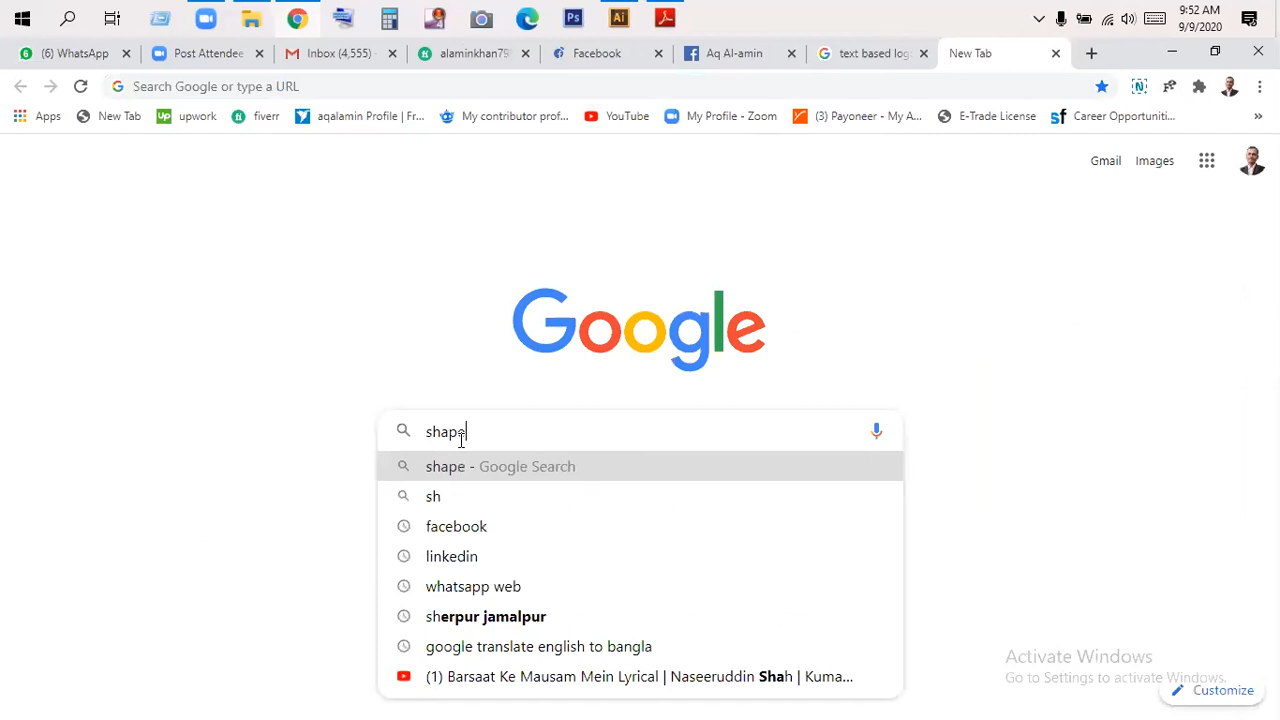 9:52 AM
9/9/2020
6 (6) WhatsApp
Post Attendee
Inbox (4,555)
alaminkhan795
Facebook
Aq Al-amin
text based log
New Tab
Search Google or type a URL
Apps
New Tab
upwork
fiverr
aqalamin Profile | Fr...
My contributor prof...
YouTube
My Profile - Zoom
(3) Payoneer - My A...
E-Trade License
Career Opportuniti...
»
Gmail Images
Google
shape
shape - Google Search
sh
facebook
linkedin
whatsapp web
sherpur jamalpur
google translate english to bangla
(1) Barsaat Ke Mausam Mein Lyrical | Naseeruddin Shah | Kuma...
Activate Windows
Go to Settings to activate Windows.
Customize